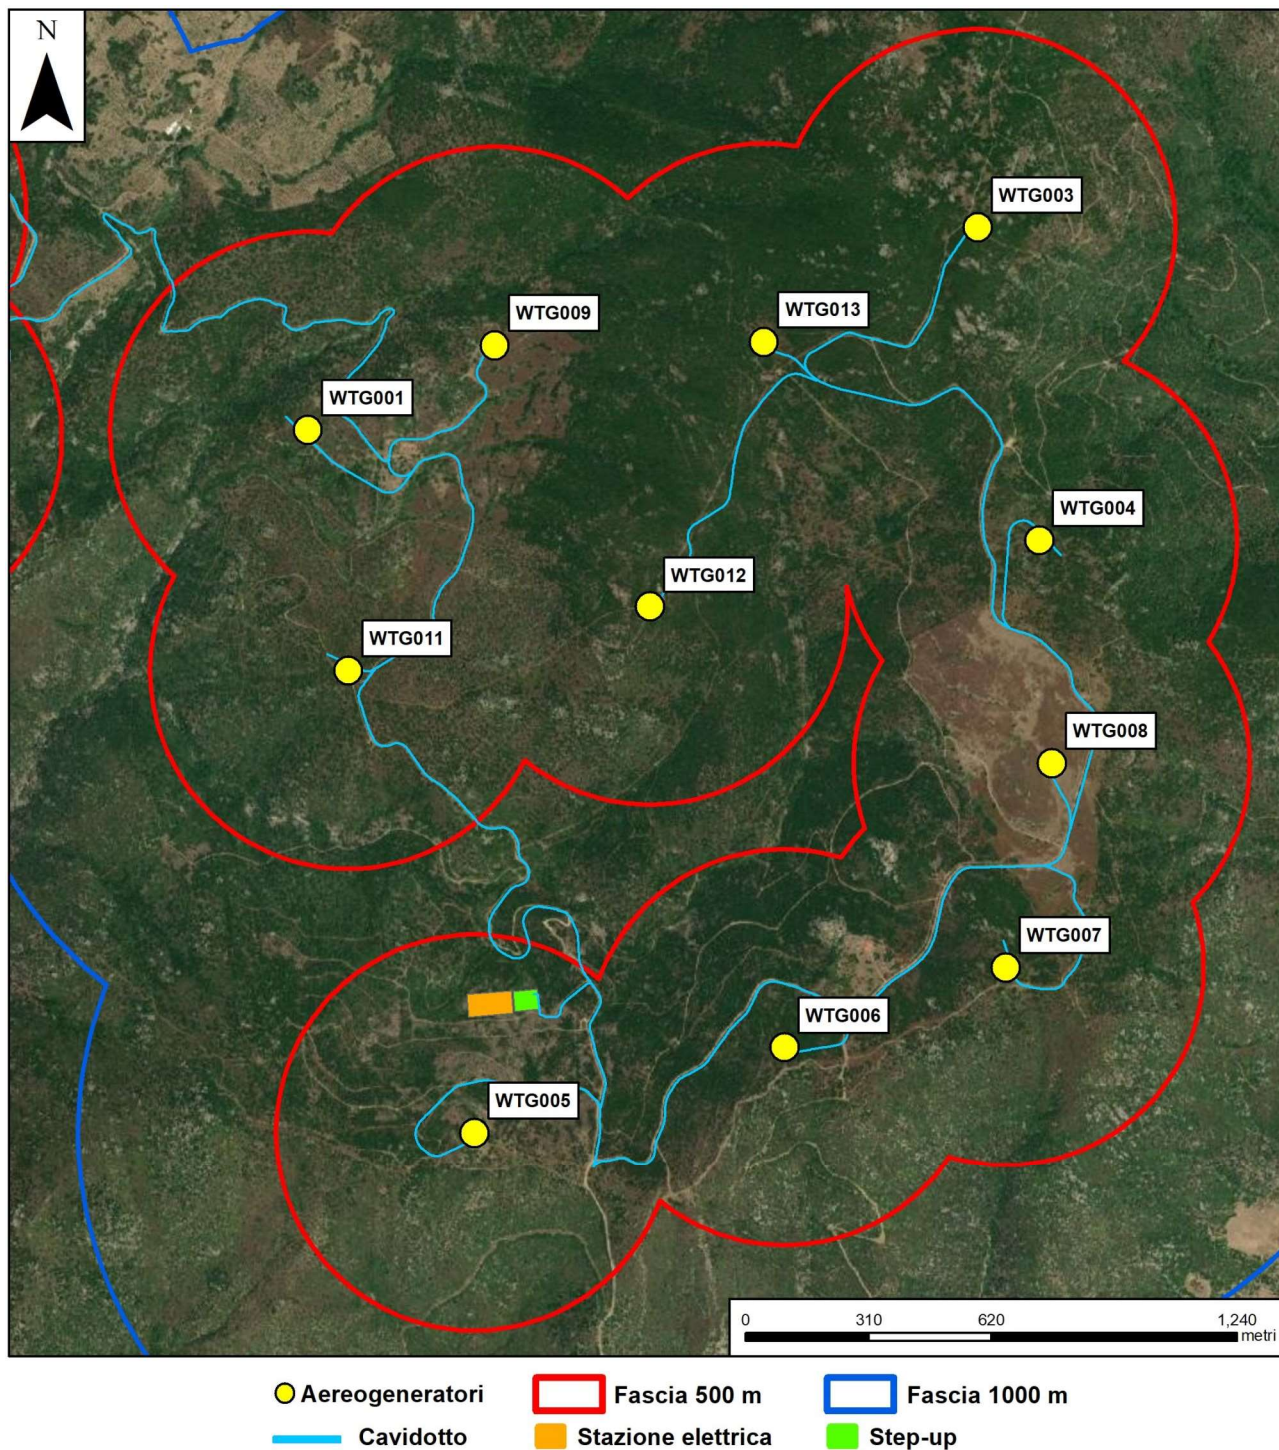 N
WTG003
WTG009
WTG013
WTG001
WTG004
WTG012
WTG011
WTG008
WTG007
WTG006
WTG005
0 310 620 1,240
metri
Aereogeneratori Fascia 500 m Fascia 1000 m
Cavidotto Stazione elettrica Step-up